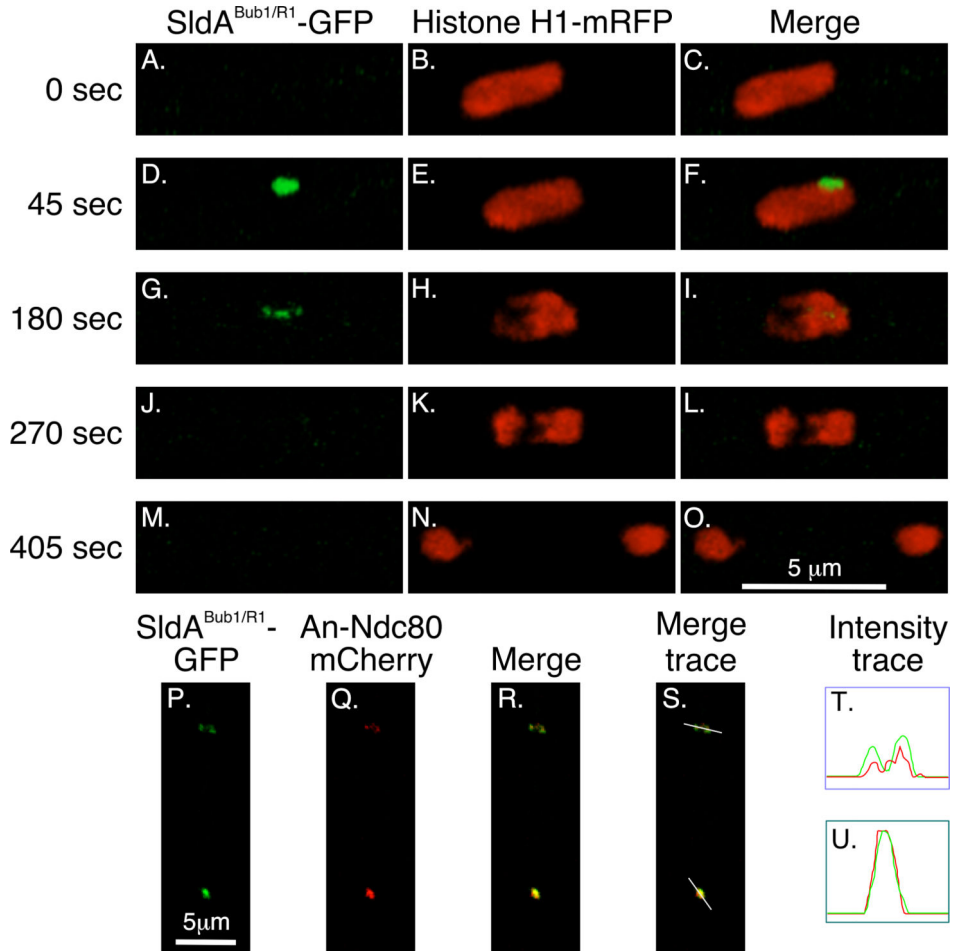 SldA^Bub1/R1-GFP Histone H1-mRFP Merge
0 sec A. B. C.
45 sec D. E. F.
180 sec G. H. I.
270 sec J. K. L.
405 sec M. N. O.
5 μm
SldA^Bub1/R1- An-Ndc80 Merge Intensity
GFP mCherry Merge trace trace
P. Q. R. S. T.
U.
5μm